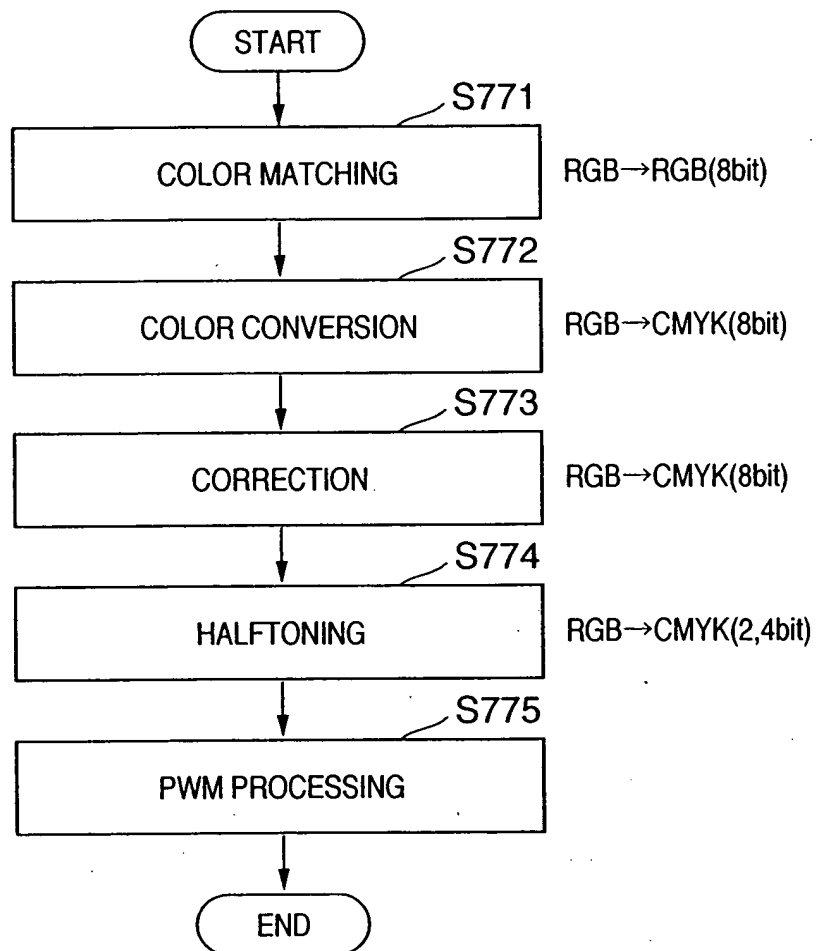 START
S771
COLOR MATCHING
RGB→RGB(8bit)
S772
COLOR CONVERSION
RGB→CMYK(8bit)
S773
CORRECTION
RGB→CMYK(8bit)
S774
HALFTONING
RGB→CMYK(2,4bit)
S775
PWM PROCESSING
END